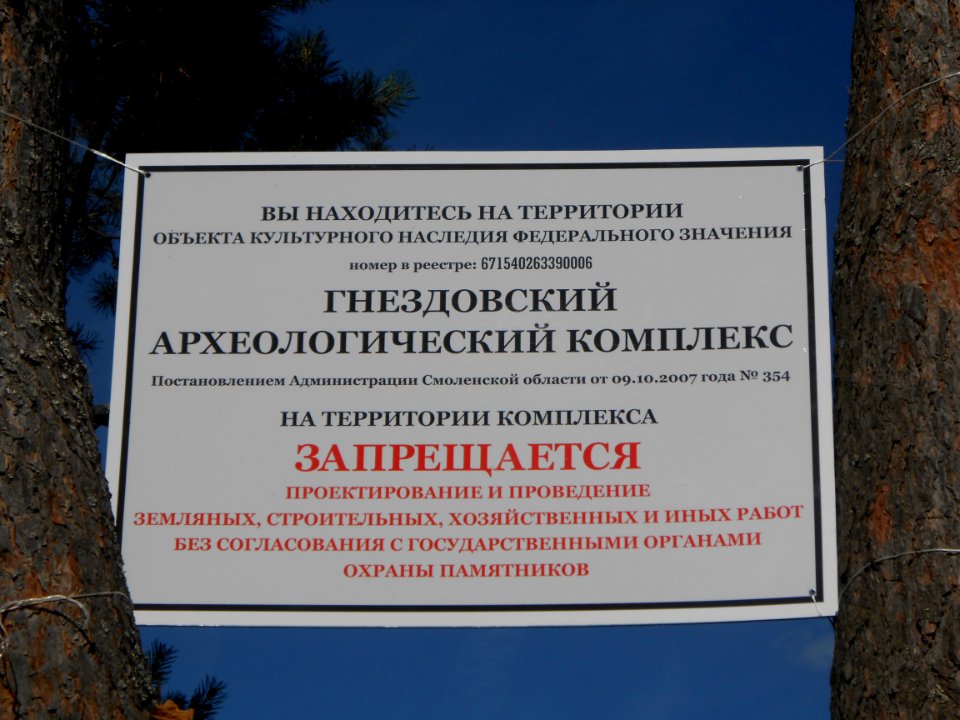 ВЫ НАХОДИТЕСЬ НА ТЕРРИТОРИИ
ОБЪЕКТА КУЛЬТУРНОГО НАСЛЕДИЯ ФЕДЕРАЛЬНОГО ЗНАЧЕНИЯ
номер в реестре: 671540263390006
ГНЕЗДОВСКИЙ
АРХЕОЛОГИЧЕСКИЙ КОМПЛЕКС
Постановлением Администрации Смоленской области от 09.10.2007 года № 354
НА ТЕРРИТОРИИ КОМПЛЕКСА
ЗАПРЕЩАЕТСЯ
ПРОЕКТИРОВАНИЕ И ПРОВЕДЕНИЕ
ЗЕМЛЯНЫХ, СТРОИТЕЛЬНЫХ, ХОЗЯЙСТВЕННЫХ И ИНЫХ РАБОТ
БЕЗ СОГЛАСОВАНИЯ С ГОСУДАРСТВЕННЫМИ ОРГАНАМИ
ОХРАНЫ ПАМЯТНИКОВ